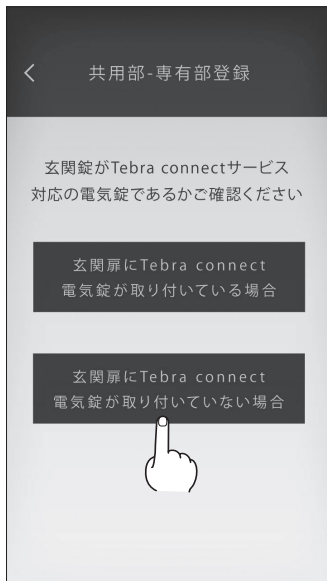 共用部-専有部登録
玄関錠がTebra connectサービス
対応の電気錠であるかご確認ください
玄関扉にTebra connect
電気錠が取り付いている場合
玄関扉にTebra connect
電気錠が取り付いていない場合